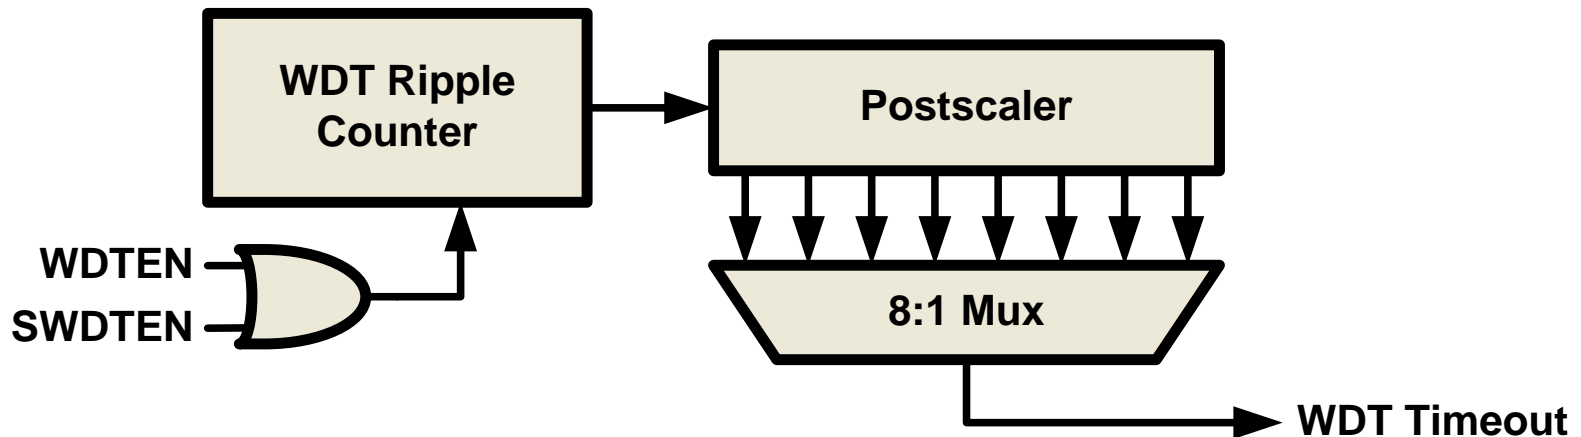 WDT Ripple
Counter
Postscaler
WDTEN
SWDTEN
8:1 Mux
WDT Timeout